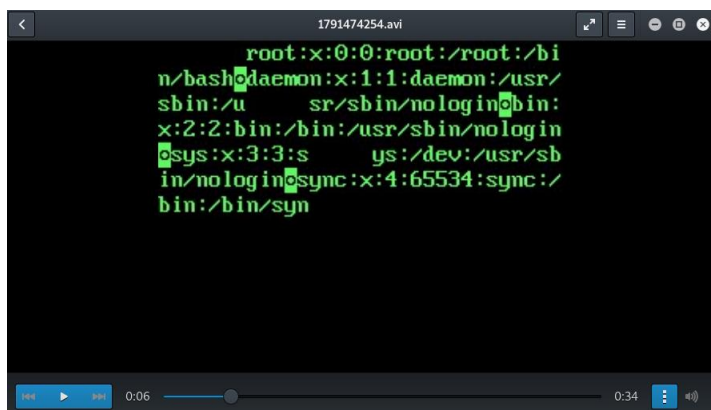 1791474254.avi
root:x:0:0:root:/root:/bi
n/bash◘daemon:x:1:1:daemon:/usr/
sbin:/u      sr/sbin/nologin◘bin:
x:2:2:bin:/bin:/usr/sbin/nologin
◘sys:x:3:3:s      ys:/dev:/usr/sb
in/nologin◘sync:x:4:65534:sync:/
bin:/bin/syn
0:06
0:34